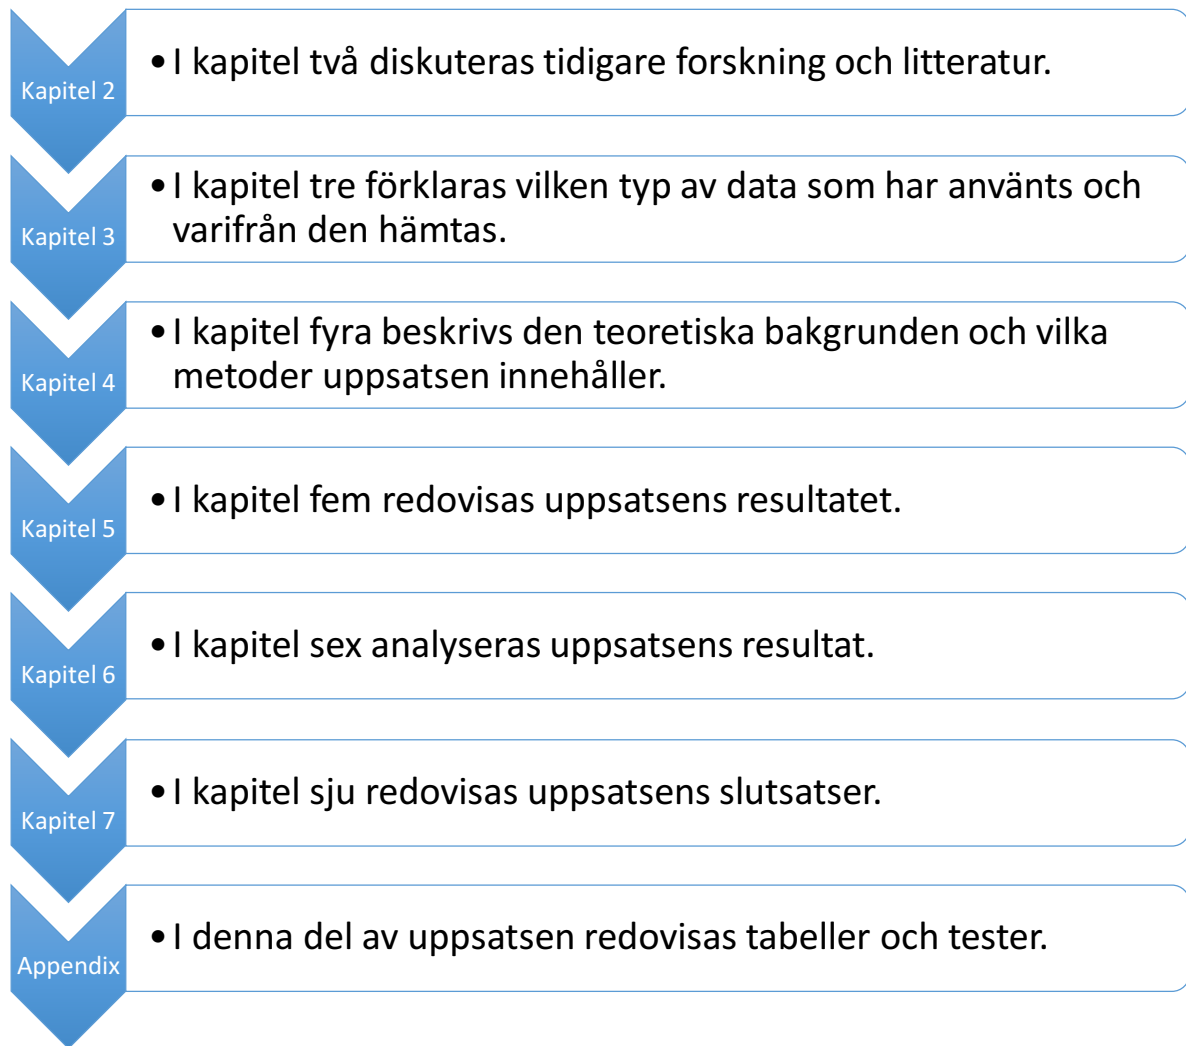 Kapitel 2
• I kapitel två diskuteras tidigare forskning och litteratur.
Kapitel 3
• I kapitel tre förklaras vilken typ av data som har använts och
varifrån den hämtas.
Kapitel 4
• I kapitel fyra beskrivs den teoretiska bakgrunden och vilka
metoder uppsatsen innehåller.
Kapitel 5
• I kapitel fem redovisas uppsatsens resultatet.
Kapitel 6
• I kapitel sex analyseras uppsatsens resultat.
Kapitel 7
• I kapitel sju redovisas uppsatsens slutsatser.
Appendix
• I denna del av uppsatsen redovisas tabeller och tester.